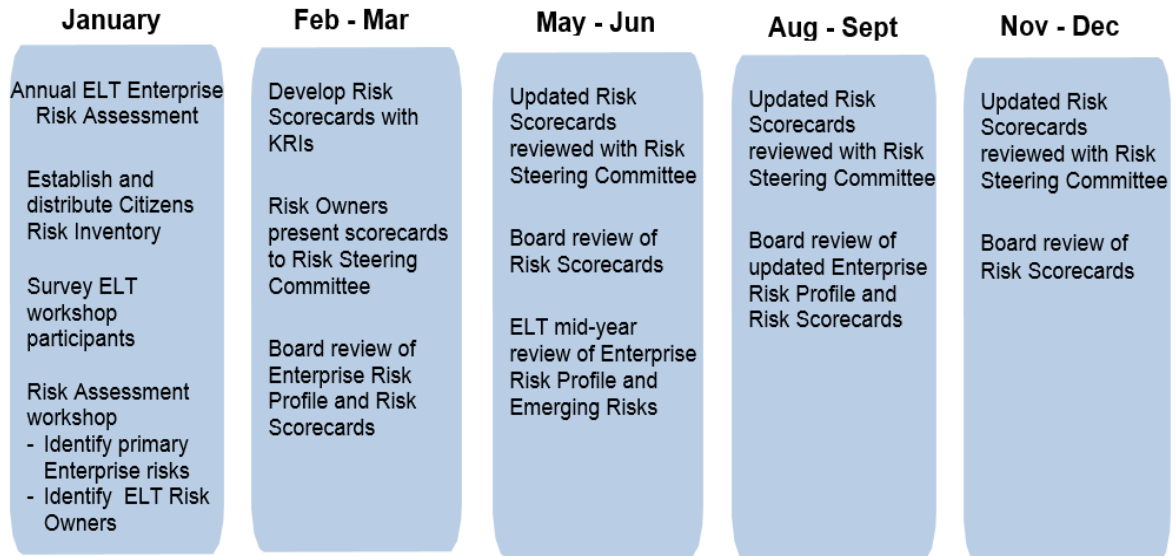 January
Annual ELT Enterprise
Risk Assessment
Establish and
distribute Citizens
Risk Inventory
Survey ELT
workshop
participants
Risk Assessment
workshop
- Identify primary
Enterprise risks
- Identify ELT Risk
Owners
Feb - Mar
Develop Risk
Scorecards with
KRIs
Risk Owners
present scorecards
to Risk Steering
Committee
Board review of
Enterprise Risk
Profile and Risk
Scorecards
May - Jun
Updated Risk
Scorecards
reviewed with Risk
Steering Committee
Board review of
Risk Scorecards
ELT mid-year
review of Enterprise
Risk Profile and
Emerging Risks
Aug - Sept
Updated Risk
Scorecards
reviewed with Risk
Steering Committee
Board review of
updated Enterprise
Risk Profile and
Risk Scorecards
Nov - Dec
Updated Risk
Scorecards
reviewed with Risk
Steering Committee
Board review of
Risk Scorecards